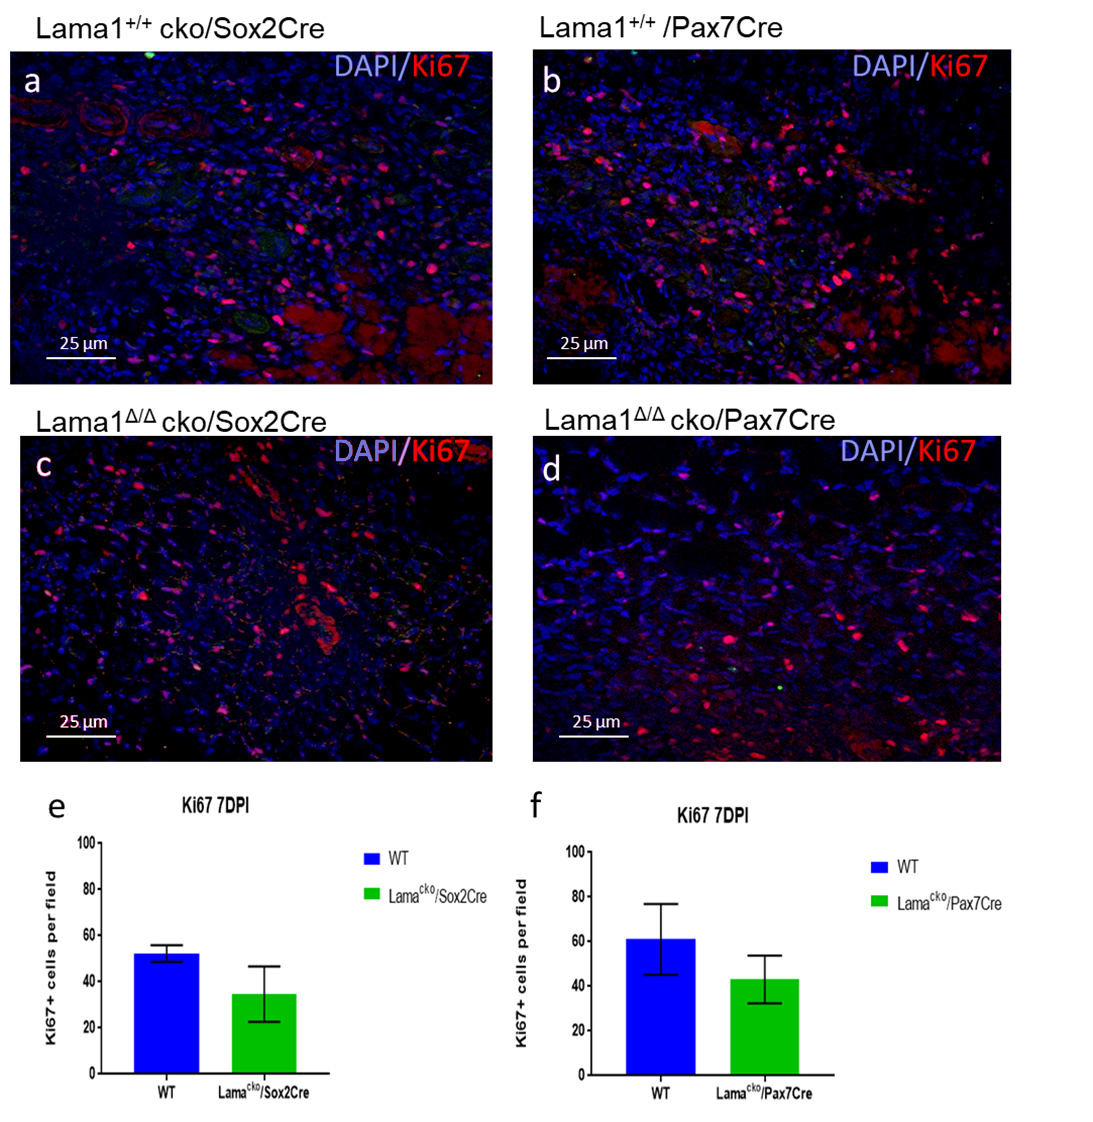 Lama1+/+ cko/Sox2Cre
Lama1+/+ /Pax7Cre
a
DAPI/Ki67
25 µm
b
DAPI/Ki67
25 µm
Lama1Δ/Δ cko/Sox2Cre
Lama1Δ/Δ cko/Pax7Cre
c
DAPI/Ki67
25 µm
d
DAPI/Ki67
25 µm
e
Ki67 7DPI
Ki67+ cells per field
100
80
60
40
20
0
WT
Lamacko/Sox2Cre
WT
Lamacko/Sox2Cre
f
Ki67 7DPI
Ki67+ cells per field
100
80
60
40
20
0
WT
Lamacko/Pax7Cre
WT
Lamacko/Pax7Cre